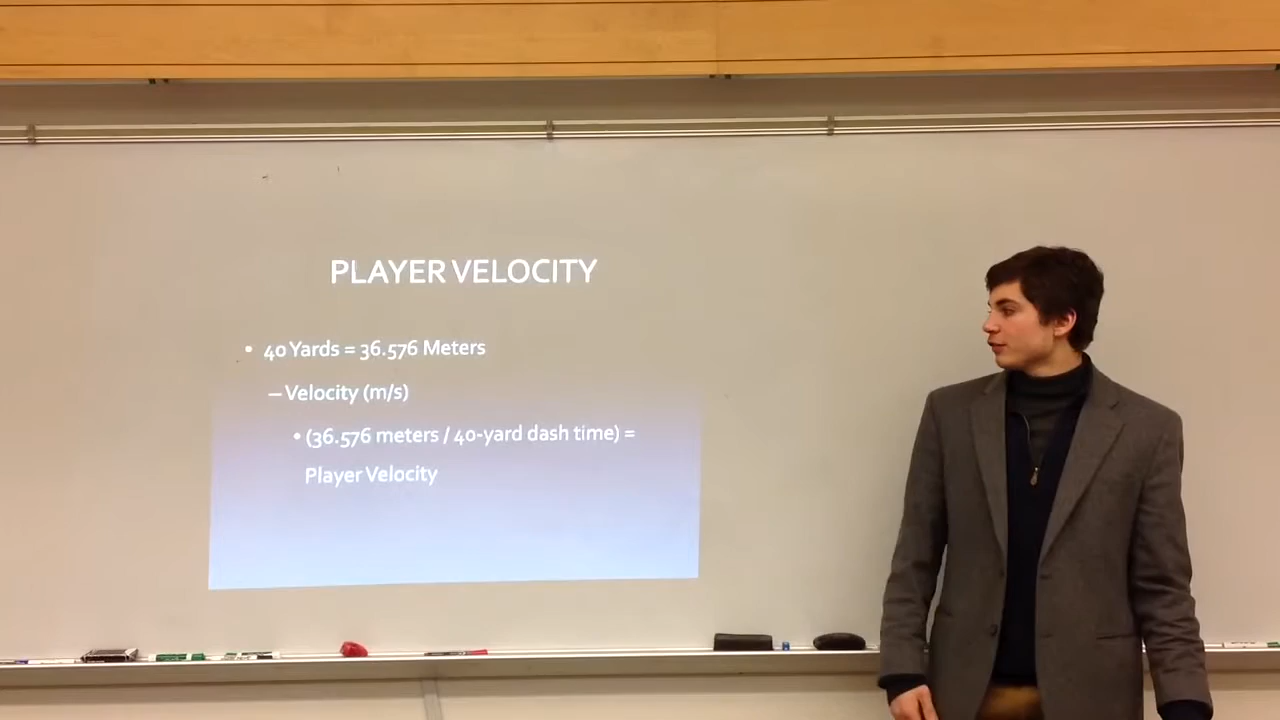 PLAYER VELOCITY
• 40 Yards = 36.576 Meters
– Velocity (m/s)
• (36.576 meters / 40-yard dash time) =
Player Velocity